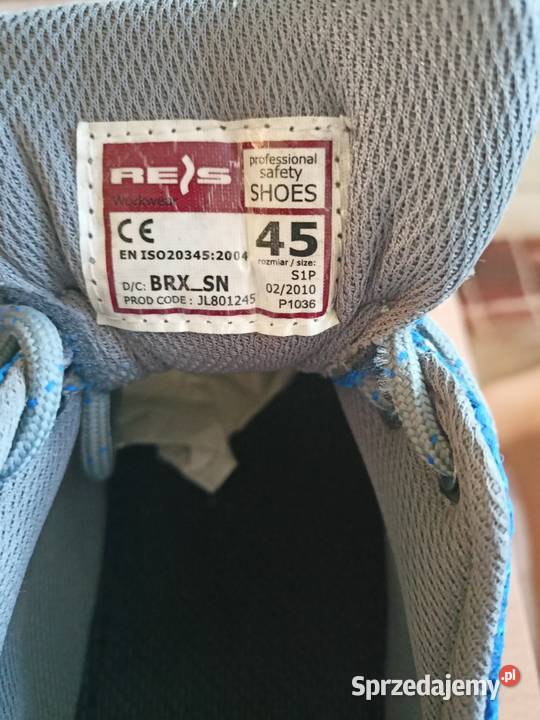 REIS™
Workwear
professional
safety
SHOES
CE
EN ISO20345:2004
D/C: BRX_SN
PROD CODE : JL801245
45
rozmiar / size:
S1P
02/2010
P1036
Sprzedajemy.pl